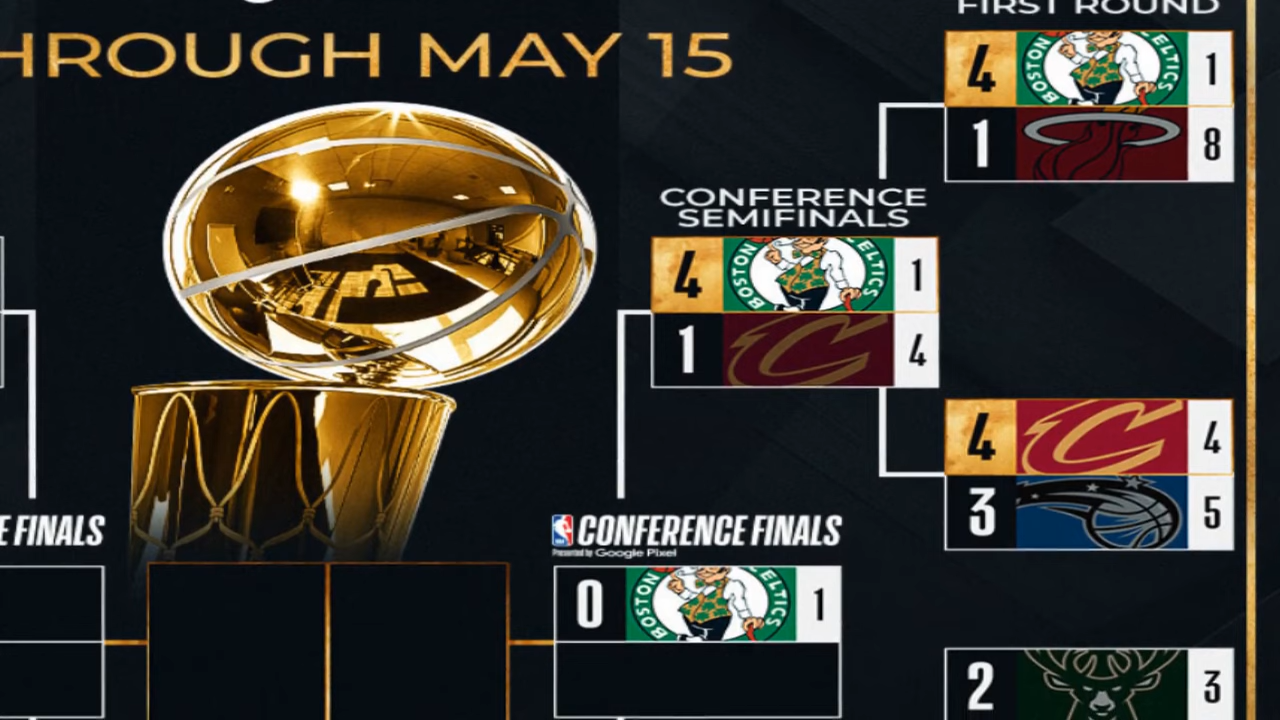 HROUGH MAY 15
FIRST ROUND
4 BOSTON CELTICS 1
1 8
CONFERENCE
SEMIFINALS
4 BOSTON CELTICS 1
1 C 4
4 C 4
3 5
E FINALS
CONFERENCE FINALS
Presented by Google Pixel
0 BOSTON CELTICS 1
2 3